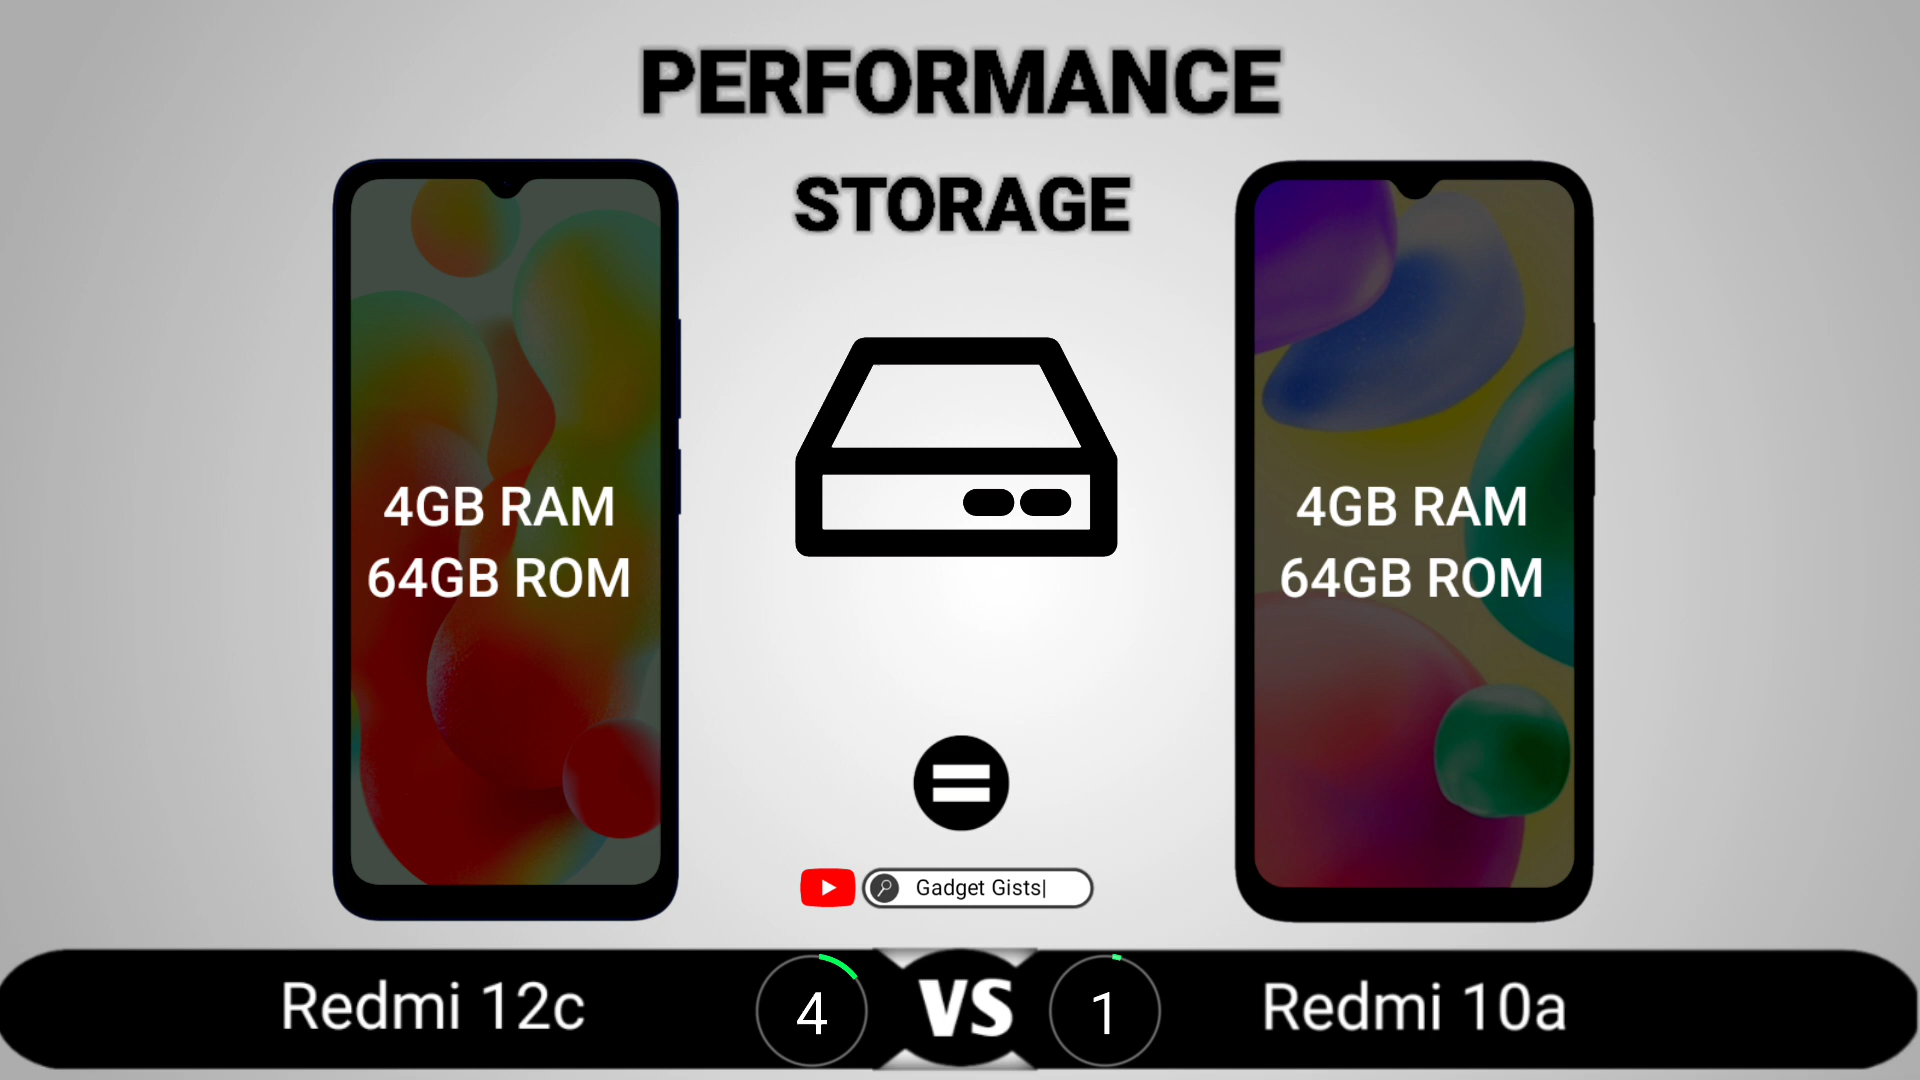 PERFORMANCE
STORAGE
4GB RAM
64GB ROM
4GB RAM
64GB ROM
Gadget Gists|
Redmi 12c
4
VS
1
Redmi 10a